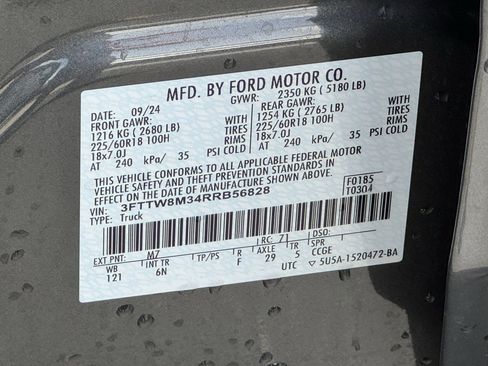 MFD. BY FORD MOTOR CO.
09/24 GVWR: 2350 KG ( 5180 LB)
FRONT GAWR: REAR GAWR:
1216 KG ( 2680 LB) WITH 1254 KG ( 2765 LB) WITH
225/60R18 100H TIRES 225/60R18 100H TIRES
18x7.0J RIMS 18x7.0J RIMS
AT 240 kPa/ 35 PSI COLD AT 240 kPa/ 35 PSI COLD
THIS VEHICLE CONFORMS TO ALL APPLICABLE FEDERAL MOTOR
VEHICLE SAFETY AND THEFT PREVENTION STANDARDS IN
EFFECT ON THE DATE OF MANUFACTURE SHOWN ABOVE.
VIN: 3FTTW8M34RRB56828 F0185
TYPE: Truck T0304
EXT PNT: M7 RC: 71 DSO:
WB INT TR TP/PS R AXLE TR SPR
121 6N F 29 5 CCGE
UTC 5U5A-1520472-BA